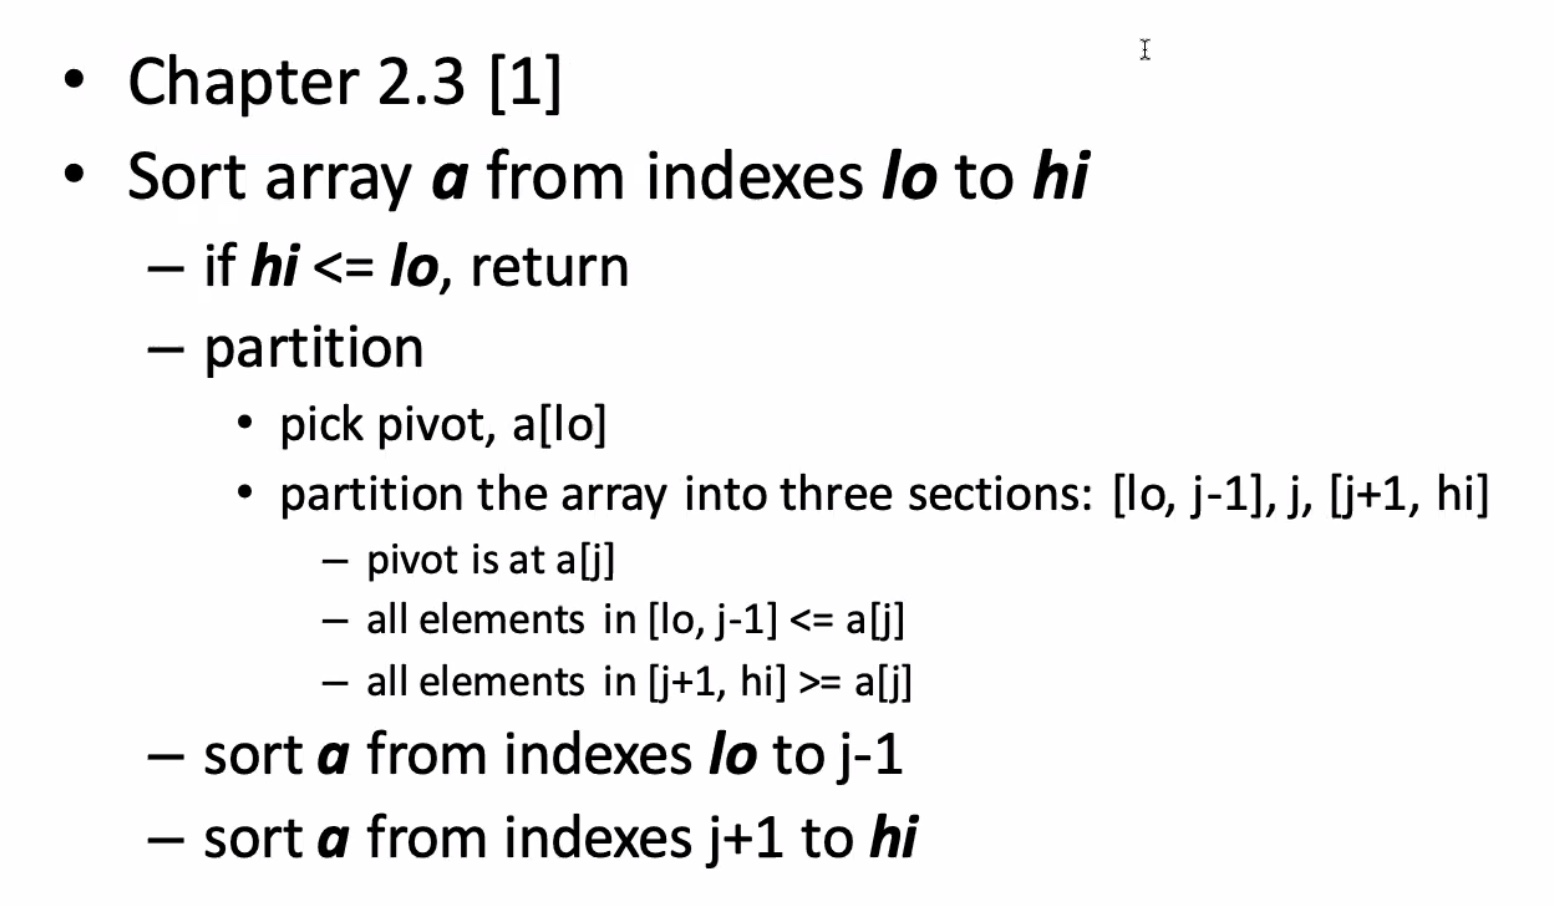 • Chapter 2.3 [1]
• Sort array a from indexes lo to hi
– if hi <= lo, return
– partition
• pick pivot, a[lo]
• partition the array into three sections: [lo, j-1], j, [j+1, hi]
– pivot is at a[j]
– all elements in [lo, j-1] <= a[j]
– all elements in [j+1, hi] >= a[j]
– sort a from indexes lo to j-1
– sort a from indexes j+1 to hi